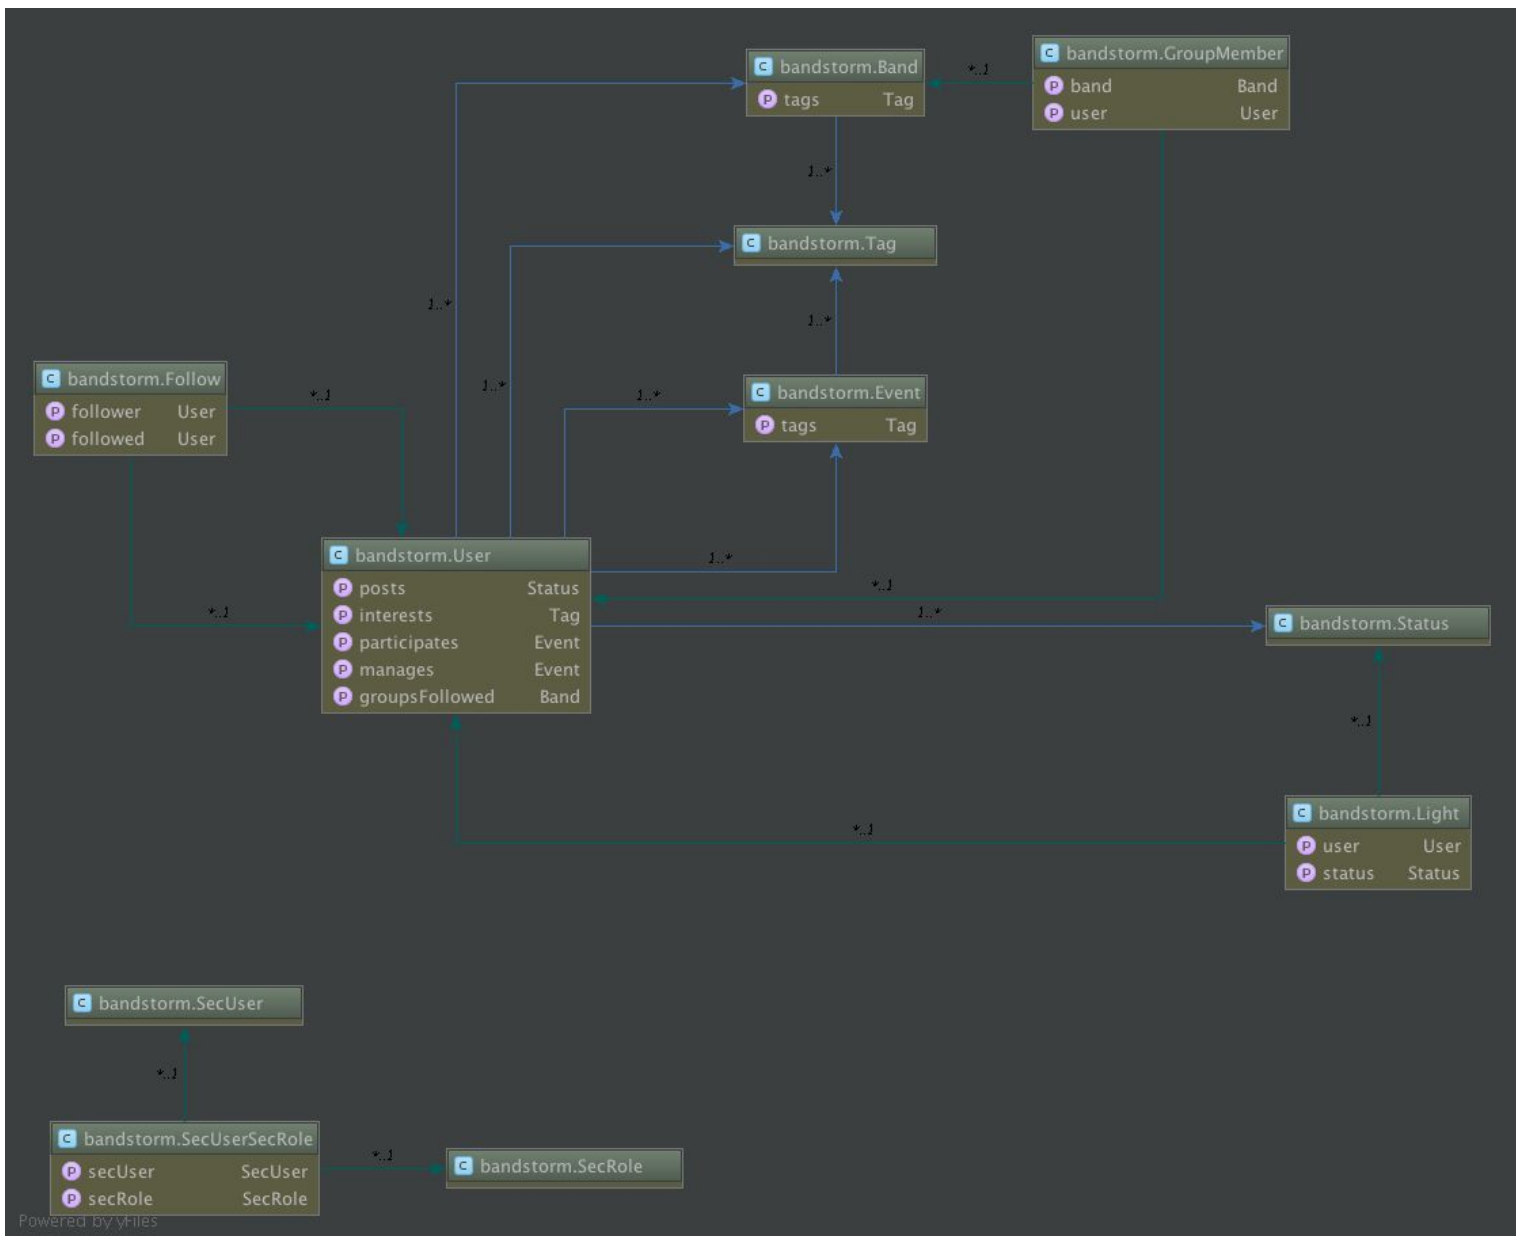 bandstorm.Band
tags Tag
bandstorm.GroupMember
band Band
user User
*..1
1..*
bandstorm.Tag
1..*
1..*
1..*
bandstorm.Follow
follower User
followed User
*..1
1..*
bandstorm.Event
tags Tag
bandstorm.User
posts Status
interests Tag
participates Event
manages Event
groupsFollowed Band
1..*
*..1
*..1
1..*
bandstorm.Status
*..1
*..1
bandstorm.Light
user User
status Status
bandstorm.SecUser
*..1
bandstorm.SecUserSecRole
secUser SecUser
secRole SecRole
*..1
bandstorm.SecRole
Powered by yFiles